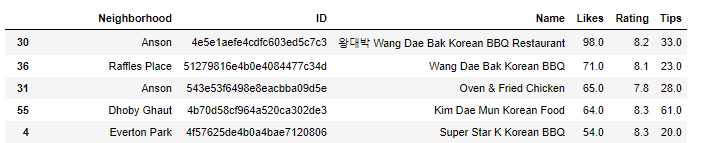 Neighborhood ID Name Likes Rating Tips
30 Anson 4e5e1aefe4cdfc603ed5c7c3 왕대박 Wang Dae Bak Korean BBQ Restaurant 98.0 8.2 33.0
36 Raffles Place 51279816e4b0e4084477c34d Wang Dae Bak Korean BBQ 71.0 8.1 23.0
31 Anson 543e53f6498e8eacbba09d5e Oven & Fried Chicken 65.0 7.8 28.0
55 Dhoby Ghaut 4b70d58cf964a520ca302de3 Kim Dae Mun Korean Food 64.0 8.3 61.0
4 Everton Park 4f57625de4b0a4bae7120806 Super Star K Korean BBQ 54.0 8.3 20.0